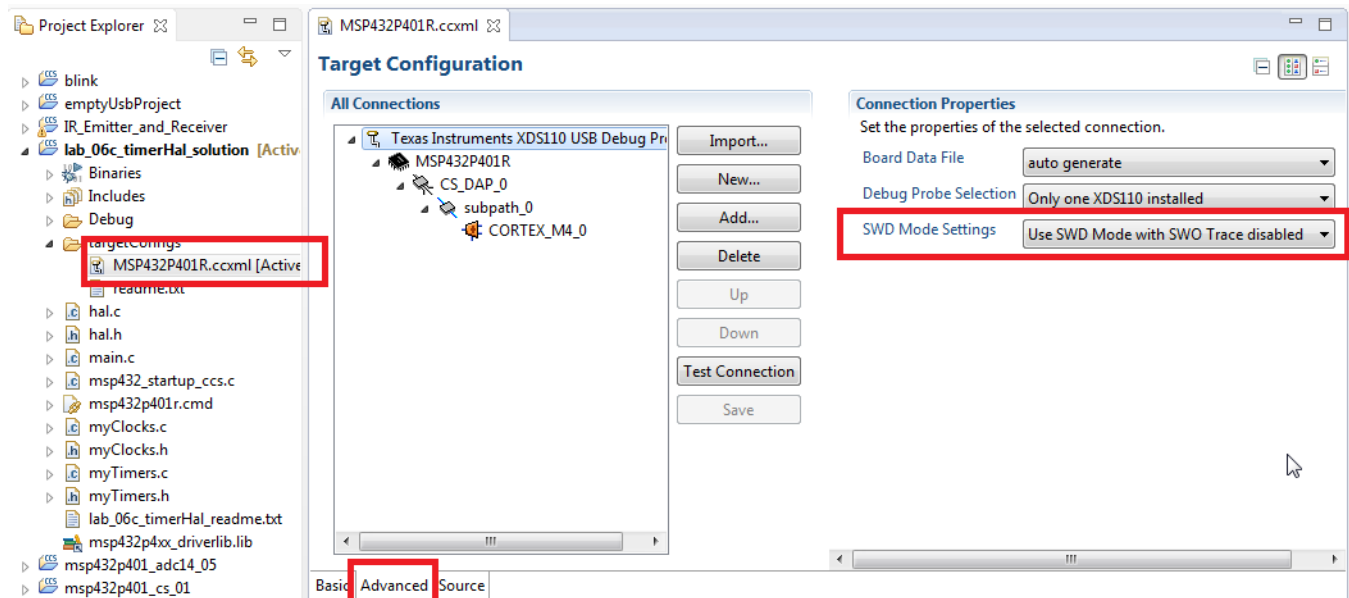 Project Explorer
blink
emptyUsbProject
IR_Emitter_and_Receiver
lab_06c_timerHal_solution [Activ
Binaries
Includes
Debug
targetConfigs
MSP432P401R.ccxml [Active
readme.txt
hal.c
hal.h
main.c
msp432_startup_ccs.c
msp432p401r.cmd
myClocks.c
myClocks.h
myTimers.c
myTimers.h
lab_06c_timerHal_readme.txt
msp432p4xx_driverlib.lib
msp432p401_adc14_05
msp432p401_cs_01
MSP432P401R.ccxml
Target Configuration
All Connections
Texas Instruments XDS110 USB Debug Pr
MSP432P401R
CS_DAP_0
subpath_0
CORTEX_M4_0
Import...
New...
Add...
Delete
Up
Down
Test Connection
Save
Connection Properties
Set the properties of the selected connection.
Board Data File auto generate
Debug Probe Selection Only one XDS110 installed
SWD Mode Settings Use SWD Mode with SWO Trace disabled
Basic Advanced Source